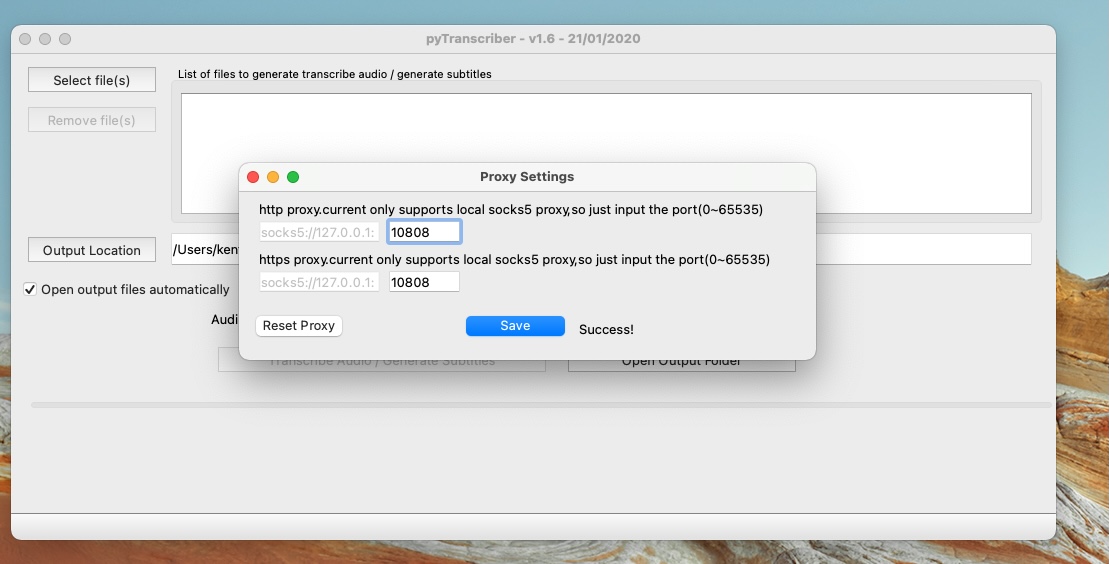 pyTranscriber - v1.6 - 21/01/2020
Select file(s)
List of files to generate transcribe audio / generate subtitles
Remove file(s)
Proxy Settings
http proxy.current only supports local socks5 proxy,so just input the port(0~65535)
socks5://127.0.0.1: 10808
Output Location
/Users/ken
https proxy.current only supports local socks5 proxy,so just input the port(0~65535)
socks5://127.0.0.1: 10808
Open output files automatically
Audi
Reset Proxy
Save
Success!
Transcribe Audio / Generate Subtitles
Open Output Folder